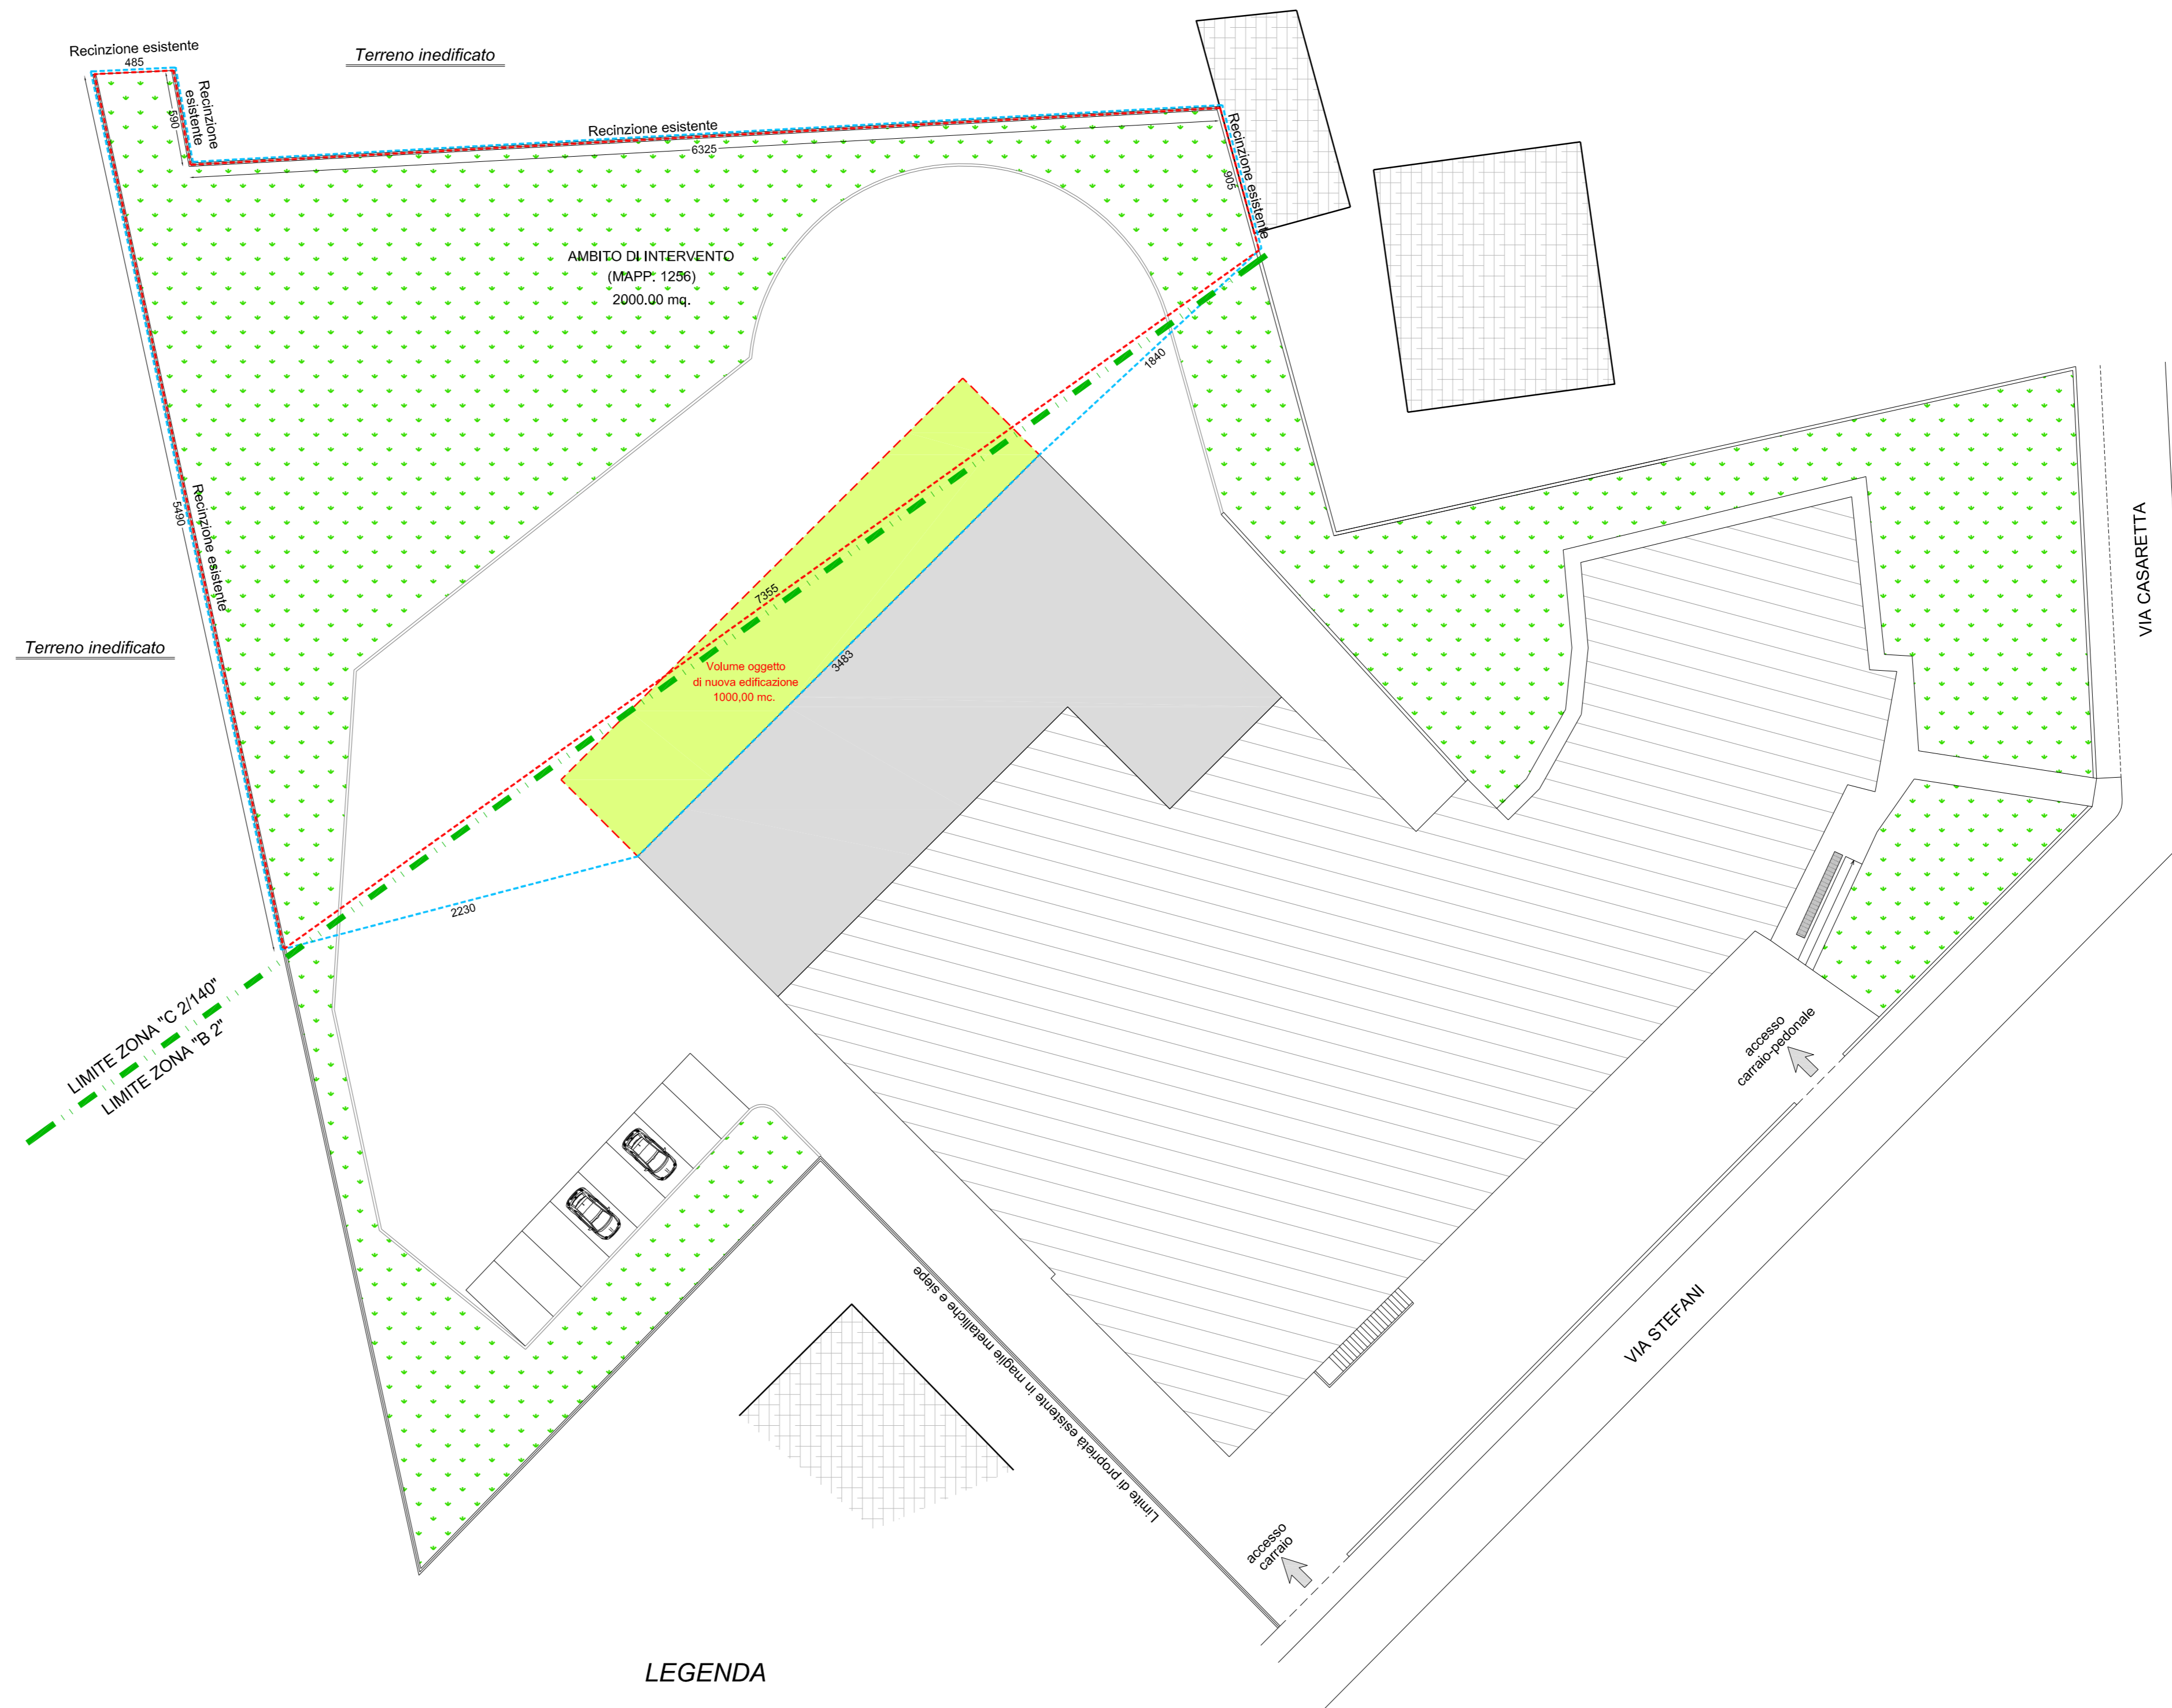 Recinzione esistente
485
Terreno inedificato
Recinzione
esistente
590
Recinzione esistente
6325
Recinzione esistente
905
AMBITO DI INTERVENTO
(MAPP. 1256)
2000.00 mq.
1840
Recinzione esistente
5490
Terreno inedificato
7355
3483
Volume oggetto
di nuova edificazione
1000,00 mc.
VIA CASARETTA
2230
LIMITE ZONA "C 2/140"
LIMITE ZONA "B 2"
accesso
carraio-pedonale
VIA STEFANI
Limite di proprietà esistente in maglie metalliche e siepe
accesso
carraio
LEGENDA